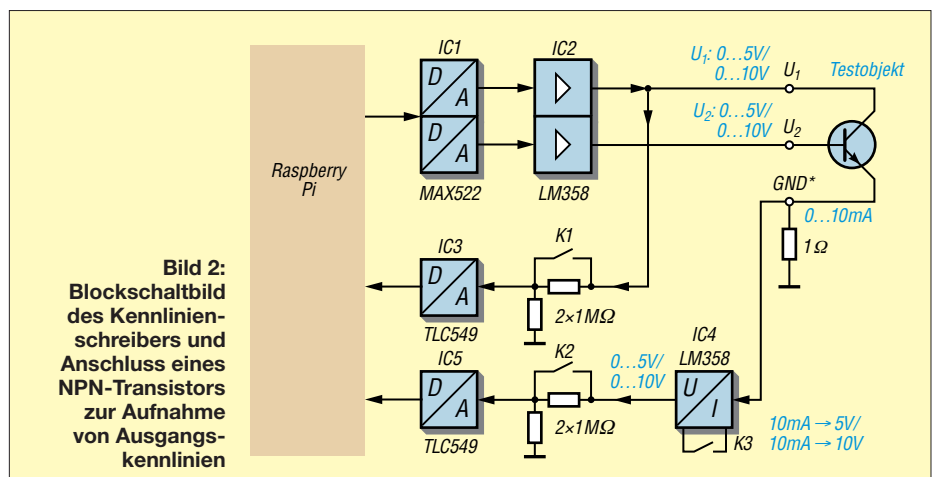 IC1
IC2
D
A
D
A
MAX522
LM358
U1: 0...5V/
0...10V
U1
Testobjekt
U2: 0...5V/
0...10V
U2
Raspberry
Pi
GND*
0...10mA
1Ω
IC3
D
A
TLC549
K1
2×1MΩ
IC5
D
A
TLC549
K2
2×1MΩ
0...5V/
0...10V
IC4
LM358
U
I
K3
10mA → 5V/
10mA → 10V
Bild 2:
Blockschaltbild
des Kennlinien-
schreibers und
Anschluss eines
NPN-Transistors
zur Aufnahme
von Ausgangs-
kennlinien